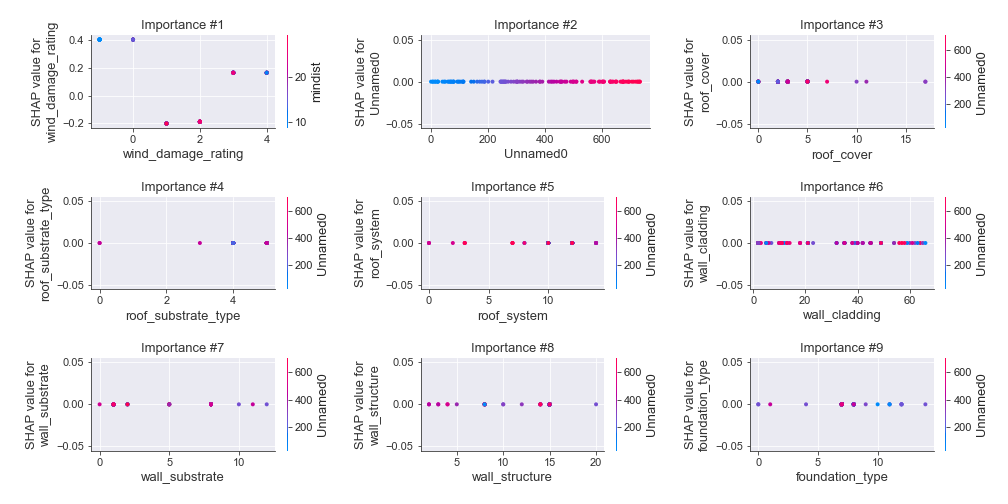 Importance #1
SHAP value for
wind_damage_rating
0.4
0.2
0.0
−0.2
0
2
4
wind_damage_rating
20
10
mindist
Importance #2
SHAP value for
Unnamed0
0.05
0.00
−0.05
0
200
400
600
Unnamed0
Importance #3
SHAP value for
roof_cover
0.05
0.00
−0.05
0
5
10
15
roof_cover
600
400
200
Unnamed0
Importance #4
SHAP value for
roof_substrate_type
0.05
0.00
−0.05
0
2
4
roof_substrate_type
600
400
200
Unnamed0
Importance #5
SHAP value for
roof_system
0.05
0.00
−0.05
0
10
roof_system
600
400
200
Unnamed0
Importance #6
SHAP value for
wall_cladding
0.05
0.00
−0.05
0
20
40
60
wall_cladding
600
400
200
Unnamed0
Importance #7
SHAP value for
wall_substrate
0.05
0.00
−0.05
0
5
10
wall_substrate
600
400
200
Unnamed0
Importance #8
SHAP value for
wall_structure
0.05
0.00
−0.05
5
10
15
20
wall_structure
600
400
200
Unnamed0
Importance #9
SHAP value for
foundation_type
0.05
0.00
−0.05
0
5
10
foundation_type
600
400
200
Unnamed0